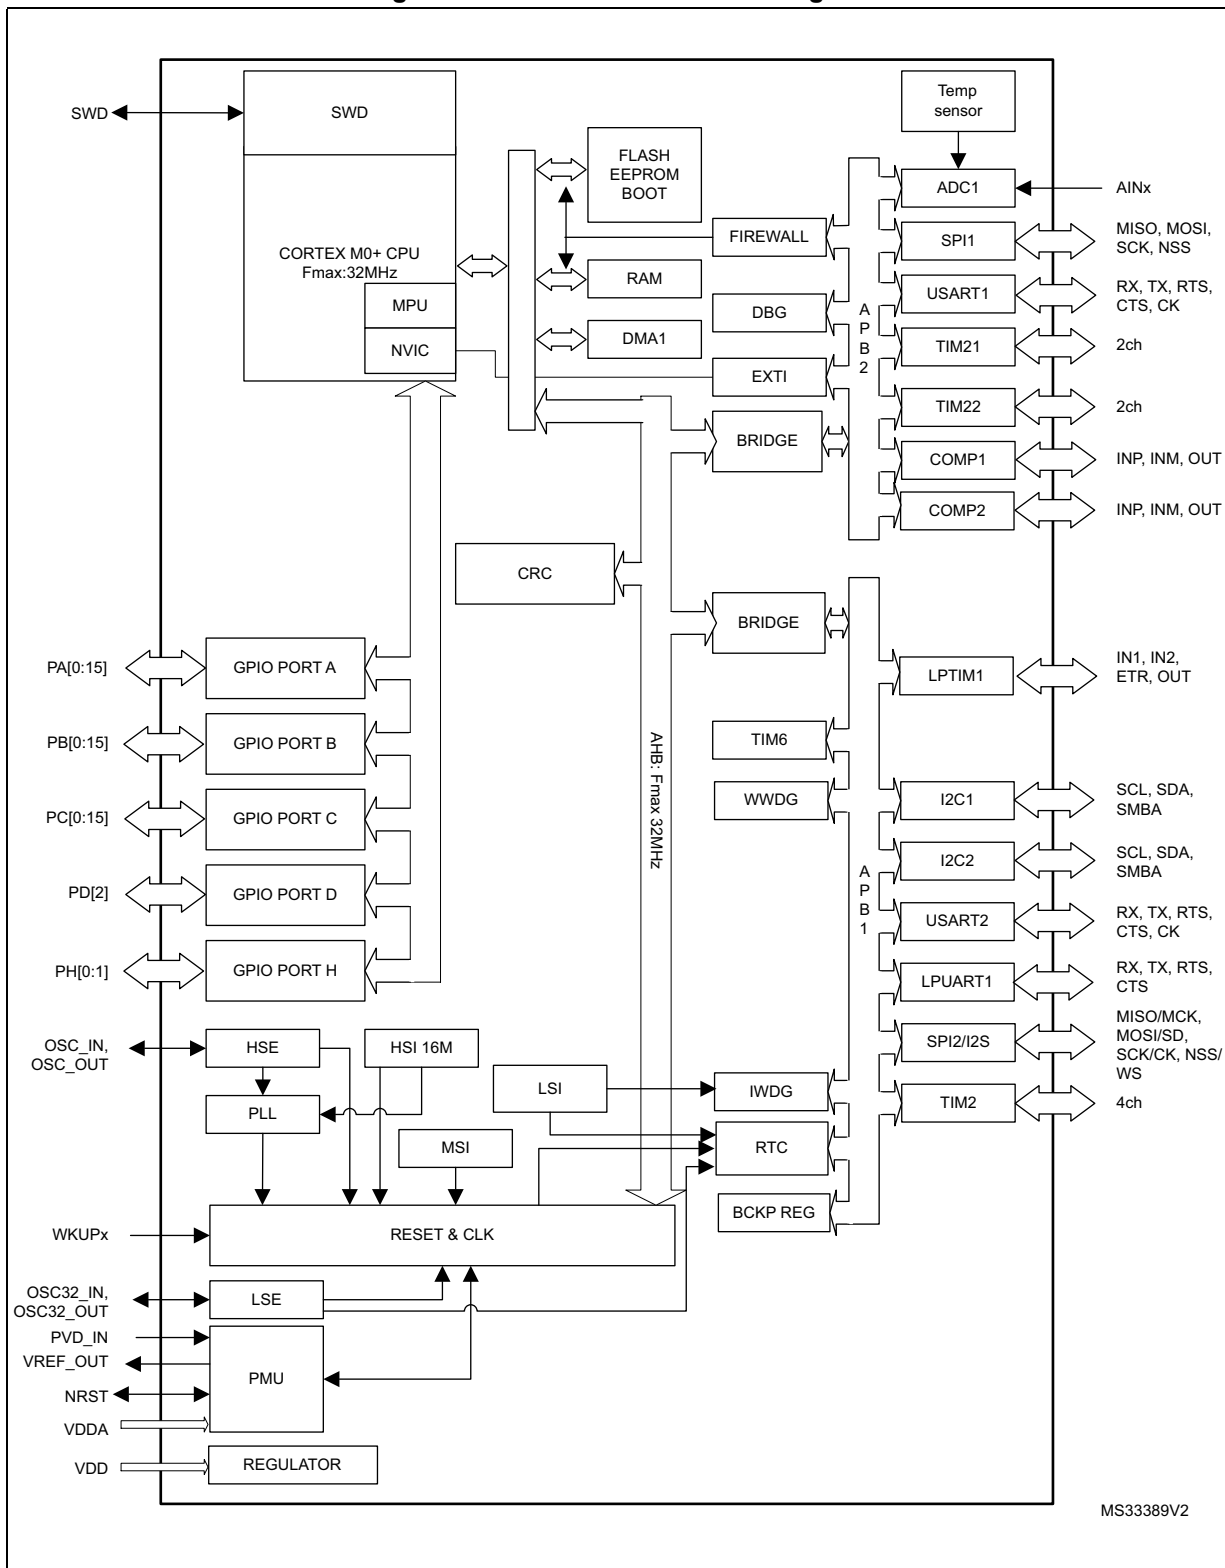 SWD
SWD
CORTEX M0+ CPU
Fmax:32MHz
MPU
NVIC
FLASH
EEPROM
BOOT
RAM
DMA1
FIREWALL
DBG
EXTI
BRIDGE
A
P
B
2
Temp
sensor
ADC1
AINx
SPI1
MISO, MOSI,
SCK, NSS
USART1
RX, TX, RTS,
CTS, CK
TIM21
2ch
TIM22
2ch
COMP1
INP, INM, OUT
COMP2
INP, INM, OUT
CRC
BRIDGE
AHB: Fmax 32MHz
PA[0:15]
GPIO PORT A
PB[0:15]
GPIO PORT B
PC[0:15]
GPIO PORT C
PD[2]
GPIO PORT D
PH[0:1]
GPIO PORT H
LPTIM1
IN1, IN2,
ETR, OUT
TIM6
WWDG
A
P
B
1
I2C1
SCL, SDA,
SMBA
I2C2
SCL, SDA,
SMBA
USART2
RX, TX, RTS,
CTS, CK
LPUART1
RX, TX, RTS,
CTS
SPI2/I2S
MISO/MCK,
MOSI/SD,
SCK/CK, NSS/
WS
TIM2
4ch
OSC_IN,
OSC_OUT
HSE
HSI 16M
PLL
MSI
LSI
IWDG
RTC
BCKP REG
WKUPx
RESET & CLK
OSC32_IN,
OSC32_OUT
LSE
PVD_IN
VREF_OUT
NRST
VDDA
PMU
VDD
REGULATOR
MS33389V2